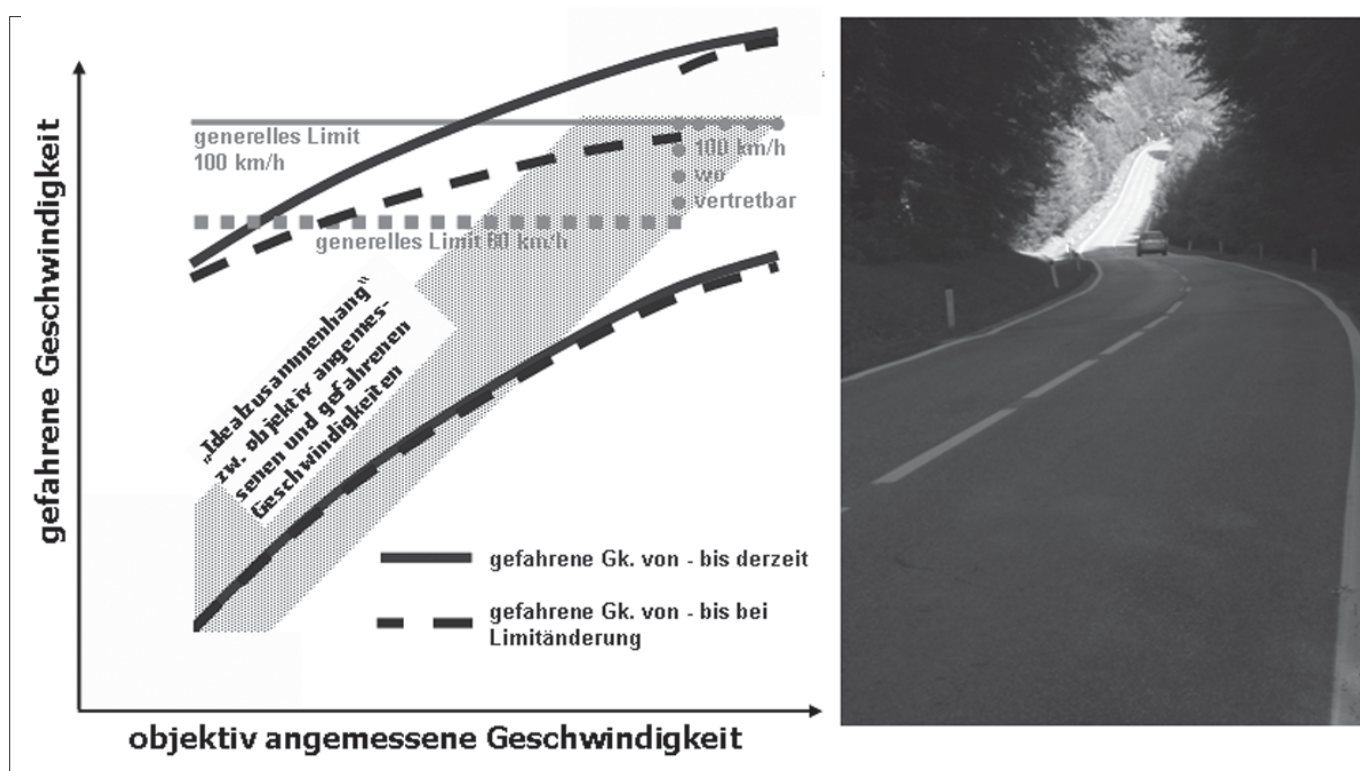 gefahrene Geschwindigkeit
generelles Limit
100 km/h
100 km/h
wo
vertretbar
generelles Limit km/h
„Idealzusammenhang“
zw. objektiv angemes-
senen und gefahrenen
Geschwindigkeiten
gefahrene Gk. von - bis derzeit
gefahrene Gk. von - bis bei
Limitänderung
objektiv angemessene Geschwindigkeit